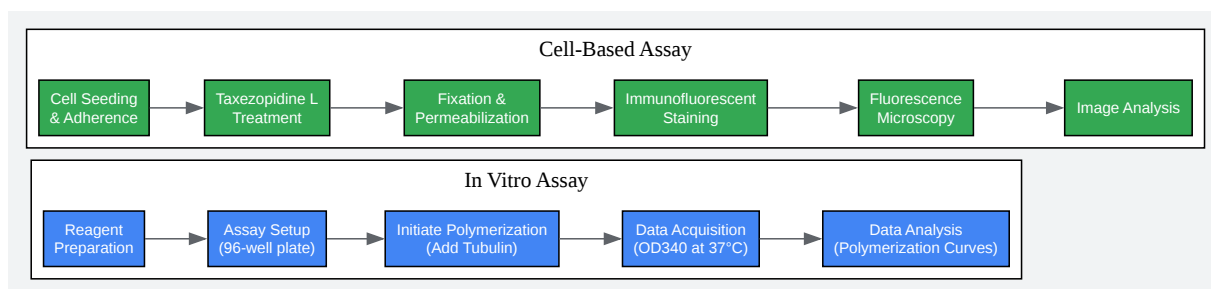 Cell-Based Assay
Cell Seeding
& Adherence
Taxezopidine L
Treatment
Fixation &
Permeabilization
Immunofluorescent
Staining
Fluorescence
Microscopy
Image Analysis
In Vitro Assay
Reagent
Preparation
Assay Setup
(96-well plate)
Initiate Polymerization
(Add Tubulin)
Data Acquisition
(OD340 at 37°C)
Data Analysis
(Polymerization Curves)